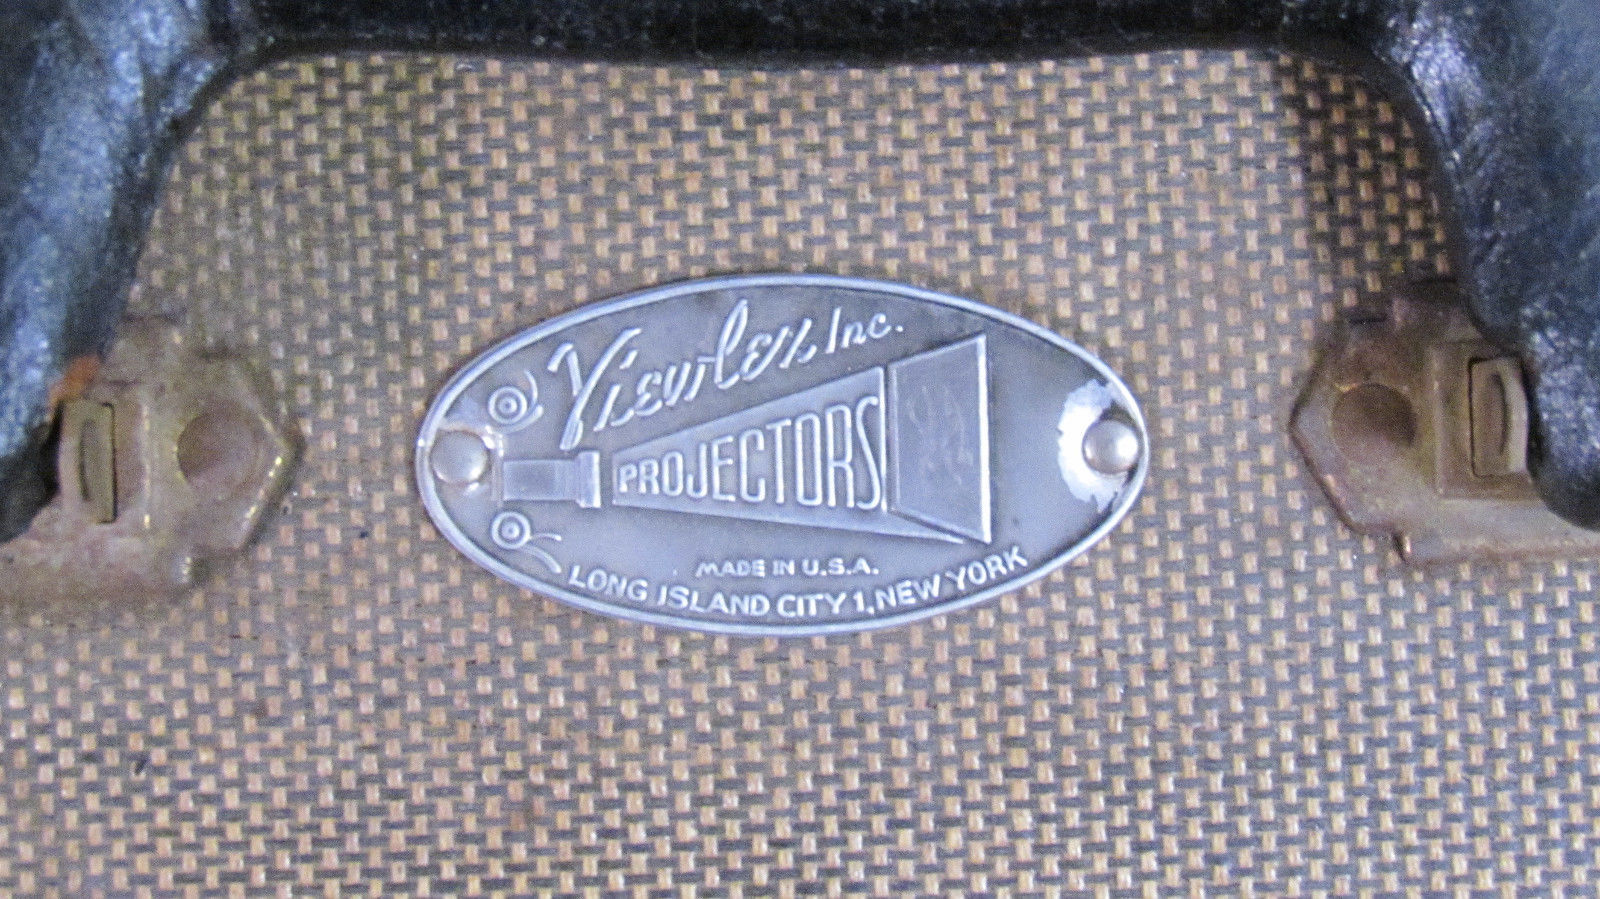 Viewlex Inc.
PROJECTORS
MADE IN U.S.A.
LONG ISLAND CITY 1, NEW YORK